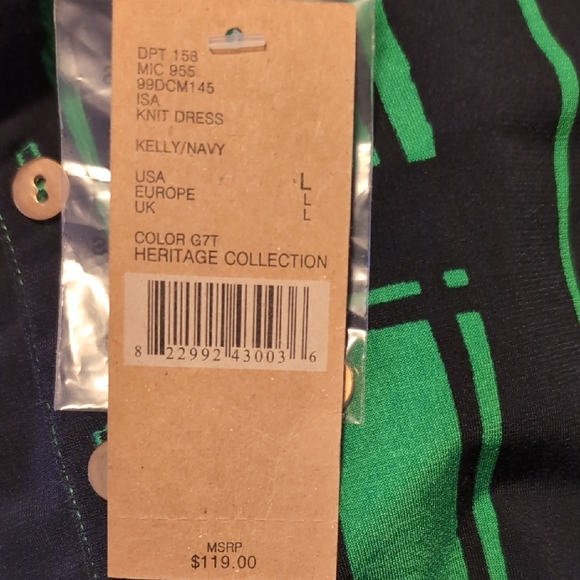 DPT 158
MIC 955
99DCM145
ISA
KNIT DRESS
KELLY/NAVY
USA L
EUROPE L
UK L
COLOR G7T
HERITAGE COLLECTION
8 22992 43003 6
MSRP
$119.00